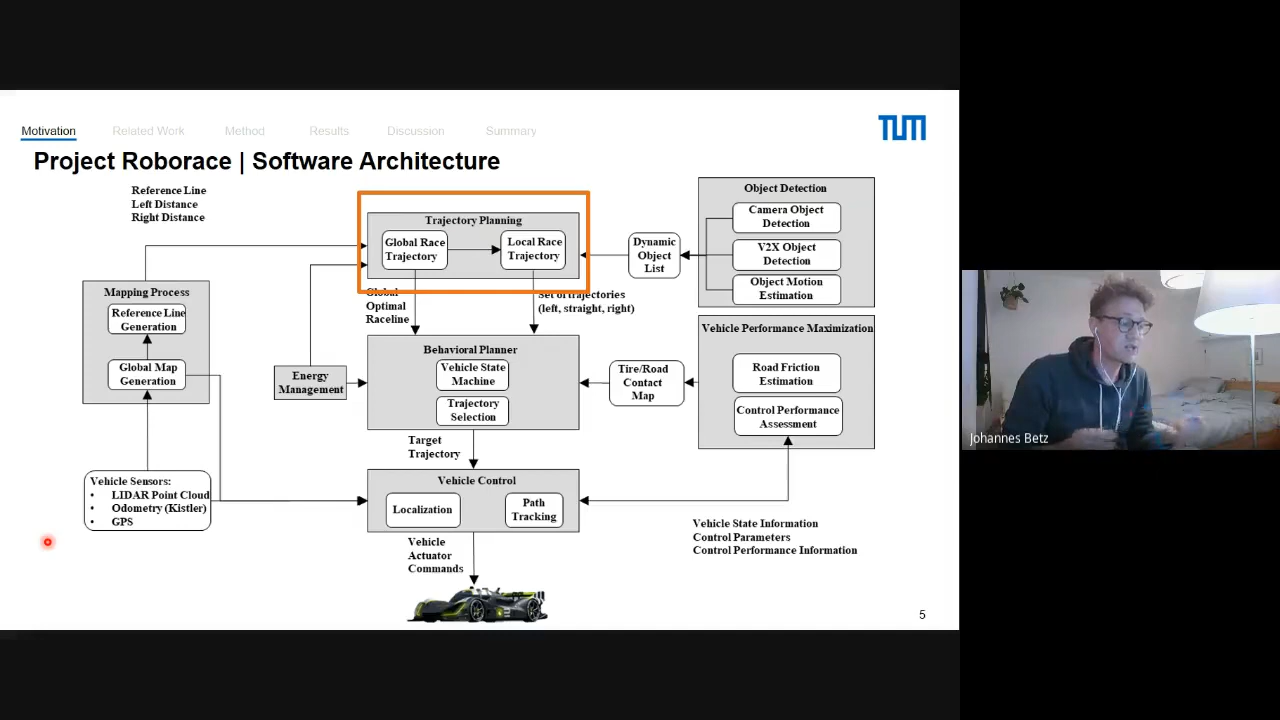 Motivation
Related Work
Method
Results
Discussion
Summary
TUM
Project Roborace | Software Architecture
Reference Line
Left Distance
Right Distance
Trajectory Planning
Global Race
Trajectory
Local Race
Trajectory
Dynamic
Object
List
Object Detection
Camera Object
Detection
V2X Object
Detection
Object Motion
Estimation
Mapping Process
Reference Line
Generation
Global Map
Generation
Global
Optimal
Raceline
Set of trajectories
(left, straight, right)
Energy
Management
Behavioral Planner
Vehicle State
Machine
Trajectory
Selection
Tire/Road
Contact
Map
Vehicle Performance Maximization
Road Friction
Estimation
Control Performance
Assessment
Target
Trajectory
Vehicle Sensors:
• LIDAR Point Cloud
• Odometry (Kistler)
• GPS
Vehicle Control
Localization
Path
Tracking
Vehicle
Actuator
Commands
Vehicle State Information
Control Parameters
Control Performance Information
5
Johannes Betz